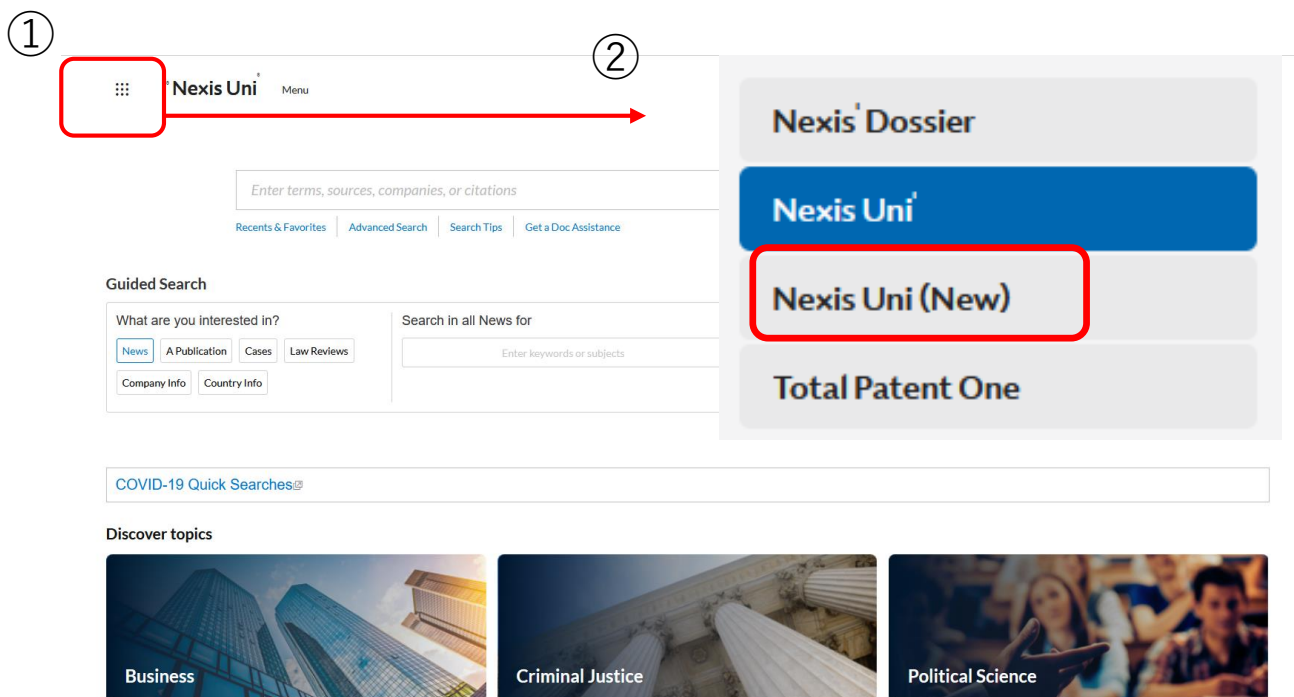 ①
②
Nexis Uni® Menu
Enter terms, sources, companies, or citations
Recents & Favorites Advanced Search Search Tips Get a Doc Assistance
Guided Search
What are you interested in?
News A Publication Cases Law Reviews
Company Info Country Info
Search in all News for
Enter keywords or subjects
Nexis' Dossier
Nexis Uni'
Nexis Uni (New)
Total Patent One
COVID-19 Quick Searches
Discover topics
Business
Criminal Justice
Political Science